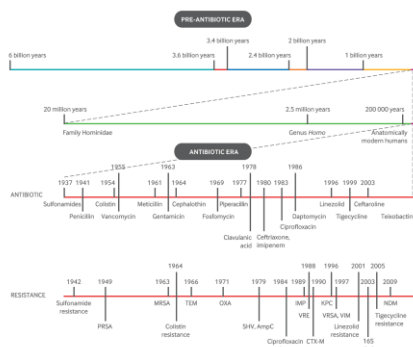 PRE-ANTIBIOTIC ERA
3.4 billion years
2 billion years
6 billion years
3.6 billion years
2.4 billion years
1 billion years
20 million years
2.5 million years
200 000 years
Family Hominidae
Genus Homo
Anatomically
modern humans
ANTIBIOTIC ERA
1955
1963
1978
1986
1937
1941
1954
1961
1964
1969
1977
1980
1983
1996
1999
2003
ANTIBIOTIC
Sulfonamides
Colistin
Meticillin
Cephalothin
Piperacillin
Linezolid
Ceftaroline
Penicillin
Vancomycin
Gentamicin
Fosfomycin
Daptomycin
Tigecycline
Teixobactin
Ciprofloxacin
Clavulanic
acid
Ceftriaxone,
imipenem
1964
1988
1996
2001
2005
1942
1949
1963
1966
1971
1979
1984
1989
1990
1997
2003
2009
RESISTANCE
Sulfonamide
resistance
MRSA
TEM
OXA
IMP
KPC
NDM
PRSA
Colistin
resistance
SHV, AmpC
VRE
VRSA, VIM
Tigecycline
resistance
Ciprofloxacin
CTX-M
Linezolid
resistance
16S